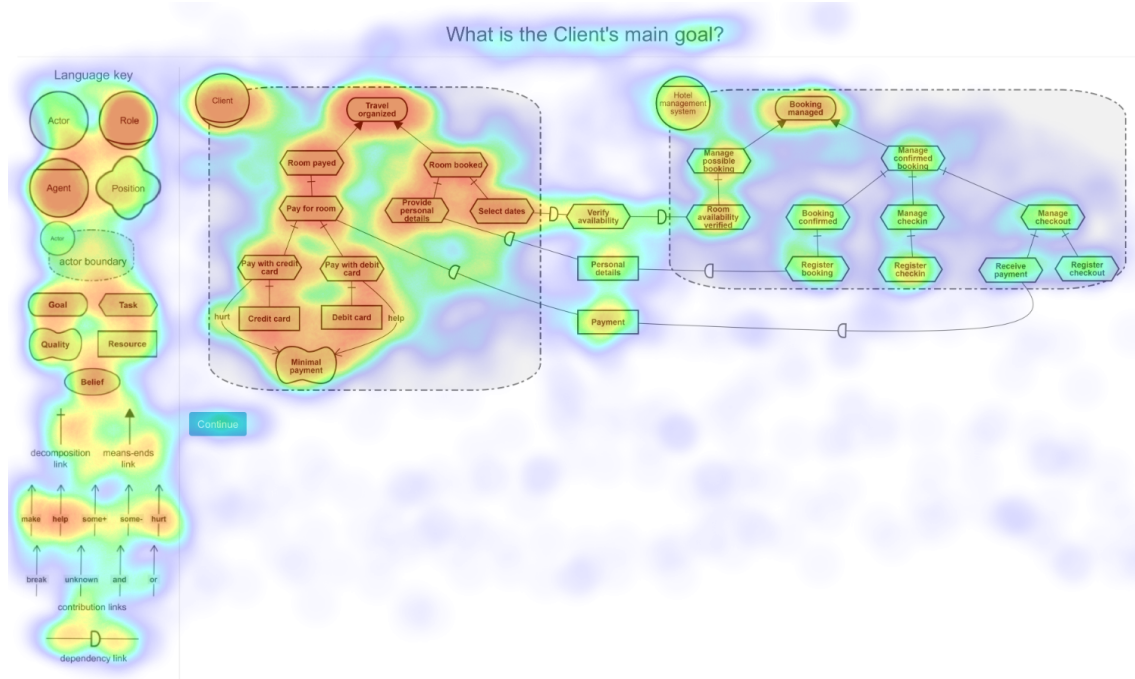 What is the Client's main goal?
Language key
Actor
Role
Agent
Position
Actor
actor boundary
Goal
Task
Quality
Resource
Belief
decomposition
link
means-ends
link
make
help
some+
some-
hurt
break
unknown
and
or
contribution links
dependency link
Client
Travel
organized
Room payed
Room booked
Pay for room
Provide
personal
details
Select dates
Pay with credit
card
Pay with debit
card
hurt
Credit card
Debit card
help
Minimal
payment
Continue
Verify
availability
Personal
details
Payment
Hotel
management
system
Booking
managed
Manage
possible
booking
Manage
confirmed
booking
Room
availability
verified
Booking
confirmed
Manage
checkin
Manage
checkout
Register
booking
Register
checkin
Receive
payment
Register
checkout